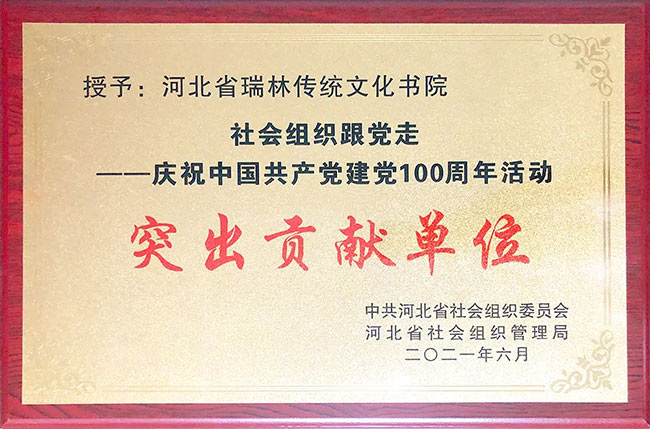 授予：河北省瑞林传统文化书院
社会组织跟党走
——庆祝中国共产党建党100周年活动
突出贡献单位
中共河北省社会组织委员会
河北省社会组织管理局
二〇二一年六月